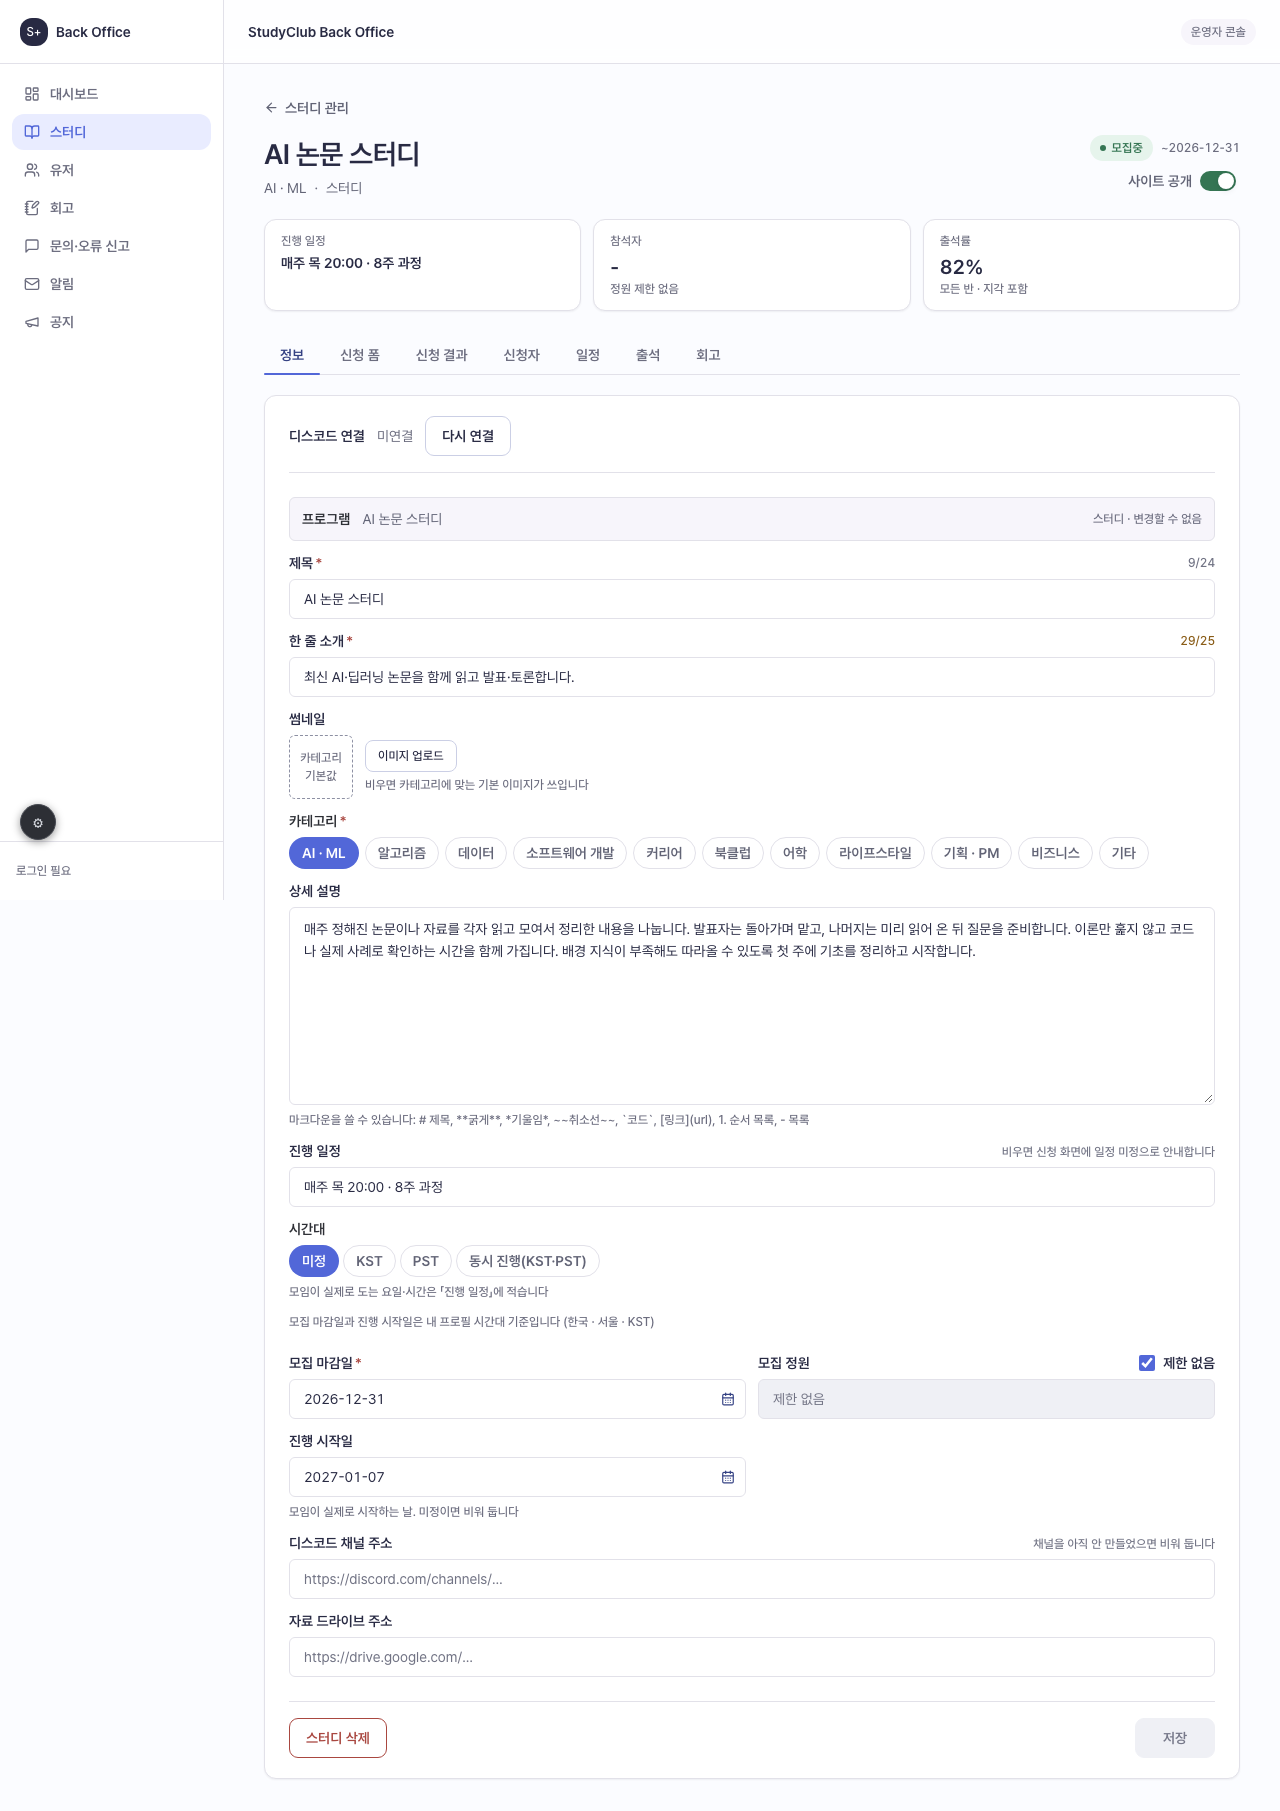 S+ Back Office
StudyClub Back Office
운영자 콘솔
대시보드
스터디
유저
회고
문의·오류 신고
알림
공지
로그인 필요
스터디 관리
AI 논문 스터디
AI · ML · 스터디
모집중 ~2026-12-31
사이트 공개
진행 일정
매주 목 20:00 · 8주 과정
참석자
-
정원 제한 없음
출석률
82%
모든 반 · 지각 포함
정보 신청 폼 신청 결과 신청자 일정 출석 회고
디스코드 연결 미연결 다시 연결
프로그램 AI 논문 스터디 스터디 · 변경할 수 없음
제목* 9/24
AI 논문 스터디
한 줄 소개* 29/25
최신 AI·딥러닝 논문을 함께 읽고 발표·토론합니다.
썸네일
카테고리
기본값
이미지 업로드
비우면 카테고리에 맞는 기본 이미지가 쓰입니다
카테고리*
AI · ML 알고리즘 데이터 소프트웨어 개발 커리어 북클럽 어학 라이프스타일 기획 · PM 비즈니스 기타
상세 설명
매주 정해진 논문이나 자료를 각자 읽고 모여서 정리한 내용을 나눕니다. 발표자는 돌아가며 맡고, 나머지는 미리 읽어 온 뒤 질문을 준비합니다. 이론만 훑지 않고 코드
나 실제 사례로 확인하는 시간을 함께 가집니다. 배경 지식이 부족해도 따라올 수 있도록 첫 주에 기초를 정리하고 시작합니다.
마크다운을 쓸 수 있습니다: # 제목, **굵게**, *기울임*, ~~취소선~~, `코드`, [링크](url), 1. 순서 목록, - 목록
진행 일정 비우면 신청 화면에 일정 미정으로 안내합니다
매주 목 20:00 · 8주 과정
시간대
미정 KST PST 동시 진행(KST·PST)
모임이 실제로 도는 요일·시간은 「진행 일정」에 적습니다
모집 마감일과 진행 시작일은 내 프로필 시간대 기준입니다 (한국 · 서울 · KST)
모집 마감일*
2026-12-31
모집 정원 제한 없음
제한 없음
진행 시작일
2027-01-07
모임이 실제로 시작하는 날. 미정이면 비워 둡니다
디스코드 채널 주소 채널을 아직 안 만들었으면 비워 둡니다
https://discord.com/channels/...
자료 드라이브 주소
https://drive.google.com/...
스터디 삭제 저장